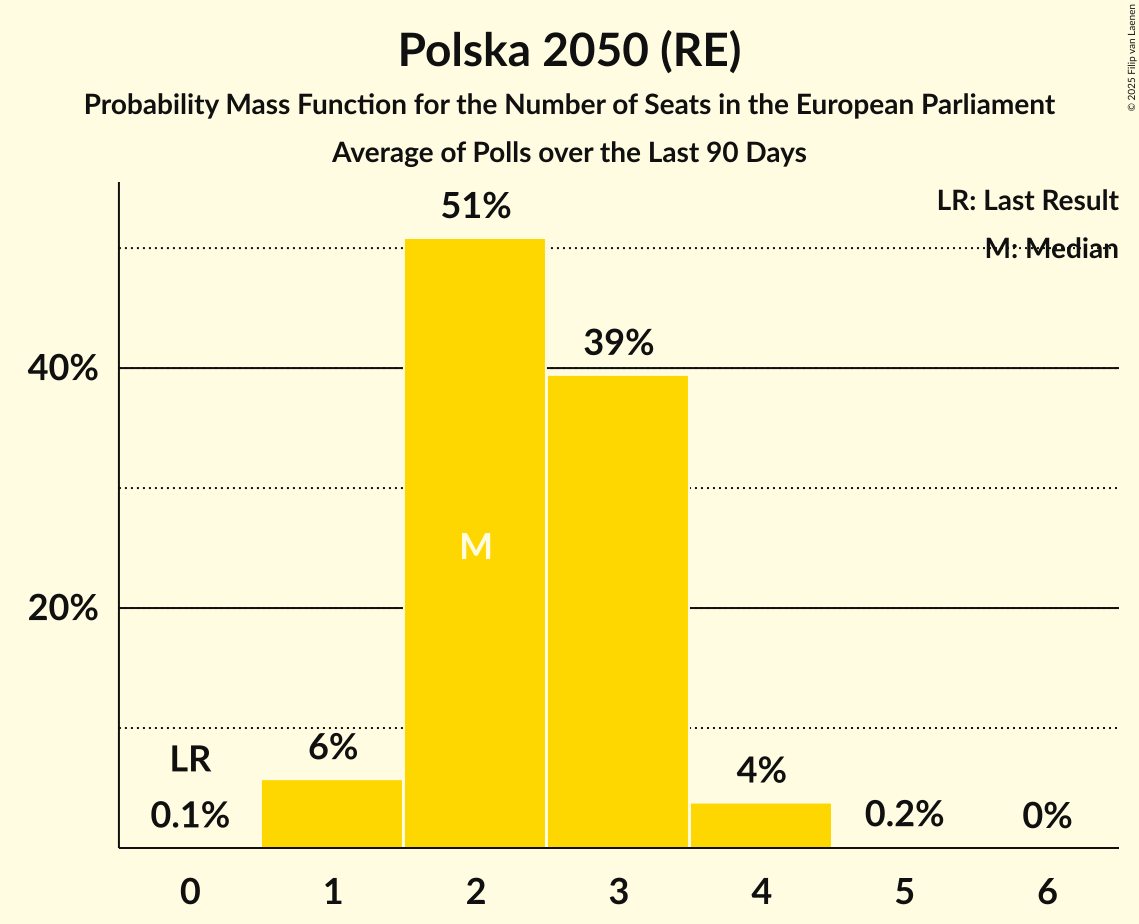 Polska 2050 (RE)
Probability Mass Function for the Number of Seats in the European Parliament
Average of Polls over the Last 90 Days
© 2025 Filip van Laenen
LR: Last Result
M: Median
51%
39%
40%
M
20%
LR
6%
4%
0.1%
0.2%
0%
0 1 2 3 4 5 6